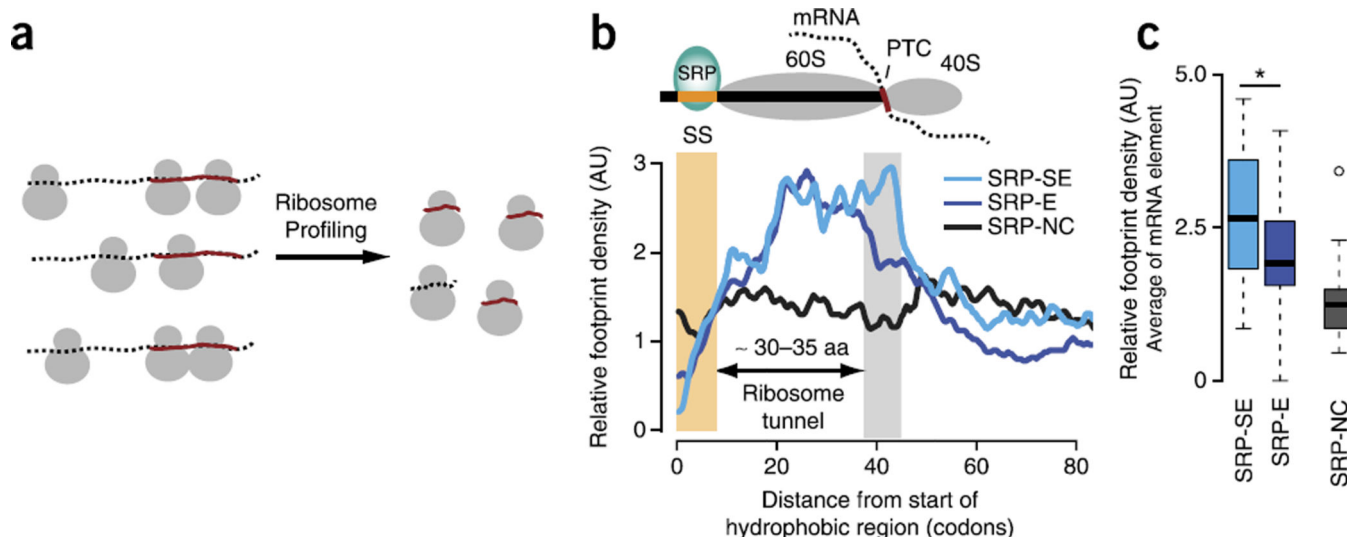 a
Ribosome
Profiling
b
mRNA
PTC
SRP
60S
40S
SS
Relative footprint density (AU)
3
2
1
0
SRP-SE
SRP-E
SRP-NC
~ 30–35 aa
Ribosome
tunnel
0 20 40 60 80
Distance from start of
hydrophobic region (codons)
c
Relative footprint density (AU)
Average of mRNA element
5.0
2.5
0
*
SRP-SE
SRP-E
SRP-NC